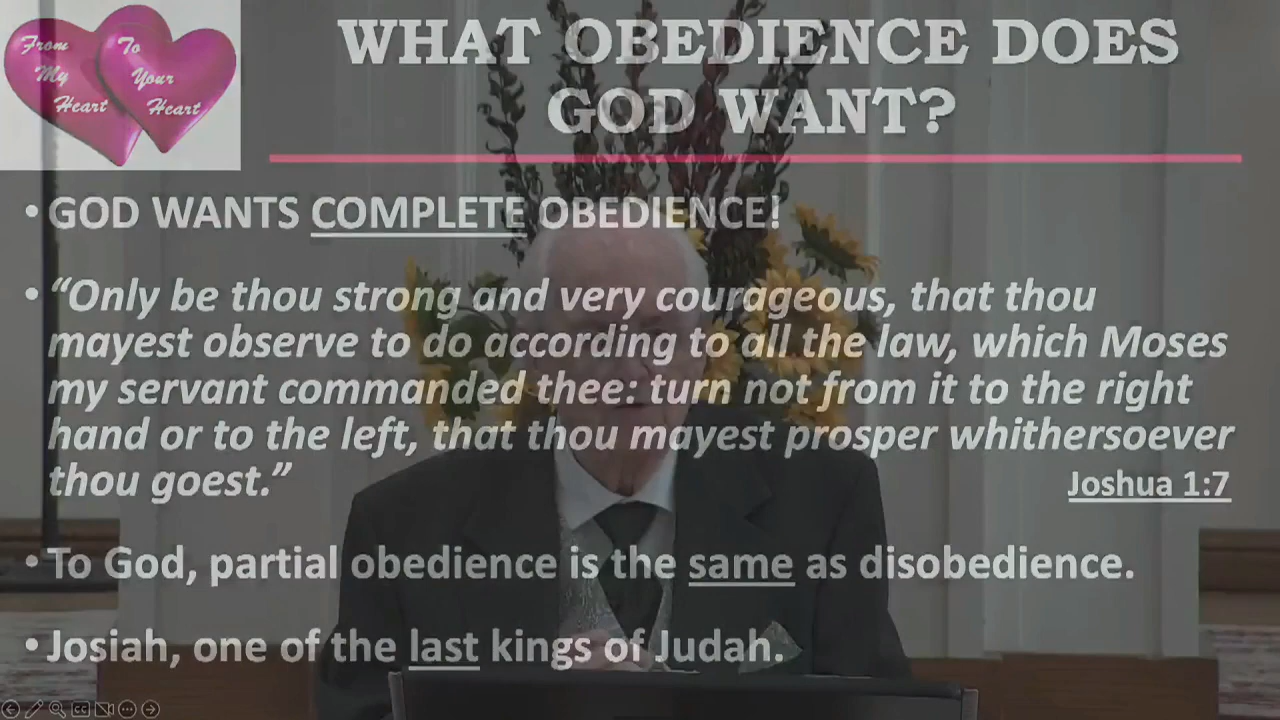 From
My
Heart
To
Your
Heart
WHAT OBEDIENCE DOES
GOD WANT?
• GOD WANTS COMPLETE OBEDIENCE!
• “Only be thou strong and very courageous, that thou
mayest observe to do according to all the law, which Moses
my servant commanded thee: turn not from it to the right
hand or to the left, that thou mayest prosper whithersoever
thou goest.”
Joshua 1:7
• To God, partial obedience is the same as disobedience.
• Josiah, one of the last kings of Judah.
CC